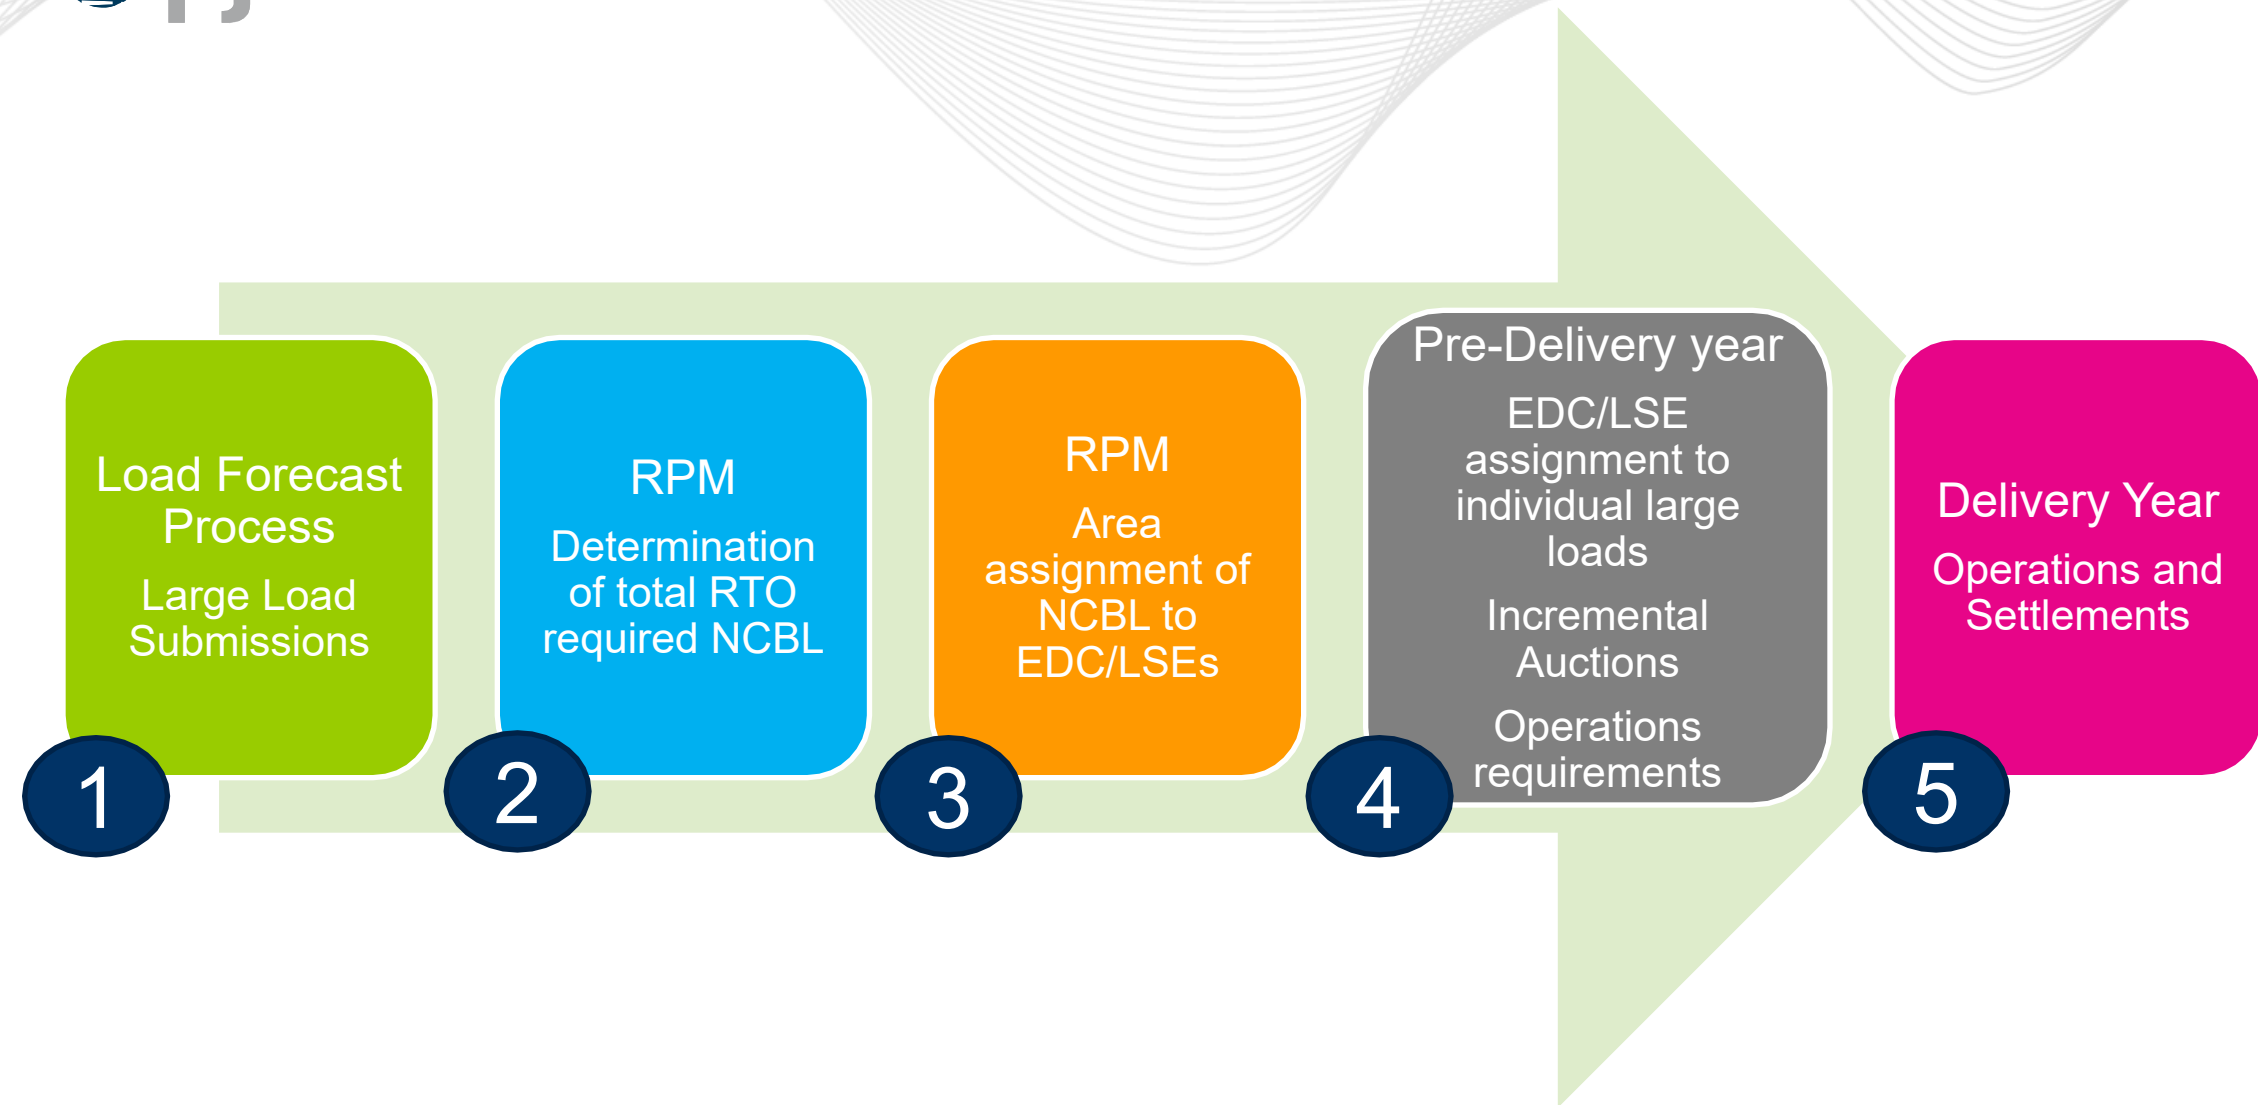 Load Forecast
Process
Large Load
Submissions
1
RPM
Determination
of total RTO
required NCBL
2
RPM
Area
assignment of
NCBL to
EDC/LSEs
3
Pre-Delivery year
EDC/LSE
assignment to
individual large
loads
Incremental
Auctions
Operations
requirements
4
Delivery Year
Operations and
Settlements
5